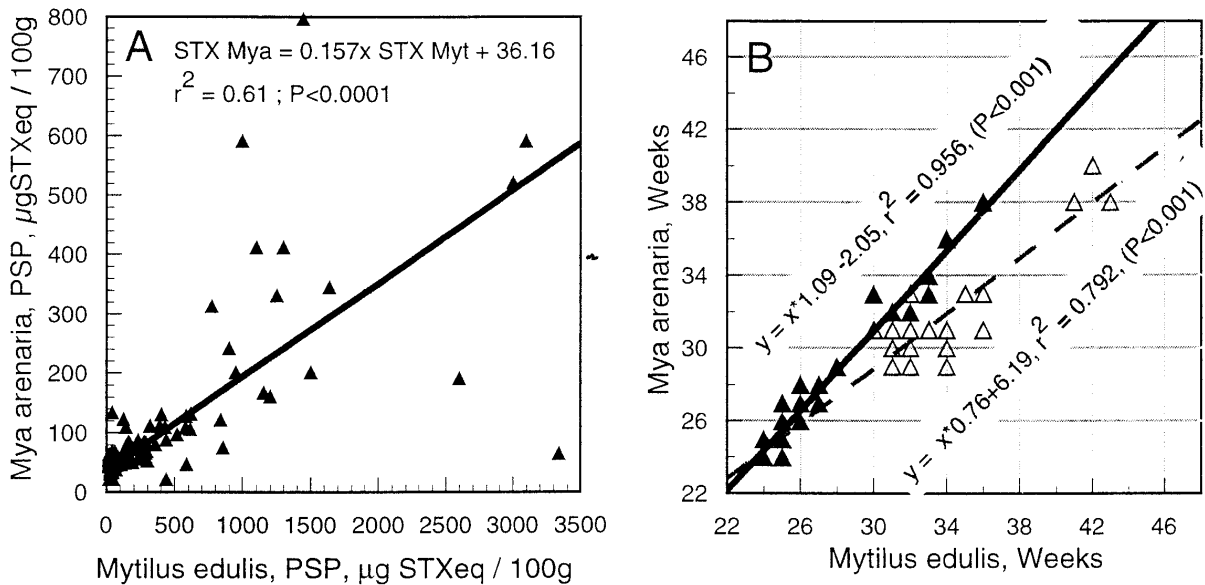 A
STX Mya = 0.157x STX Myt + 36.16
r² = 0.61 ; P<0.0001
Mya arenaria, PSP, µgSTXeq / 100g
800
700
600
500
400
300
200
100
0
0 500 1000 1500 2000 2500 3000 3500
Mytilus edulis, PSP, µg STXeq / 100g
B
y = x*1.09 -2.05, r² = 0.956, (P<0.001)
y = x*0.76+6.19, r² = 0.792, (P<0.001)
Mya arenaria, Weeks
46
42
38
34
30
26
22
22 26 30 34 38 42 46
Mytilus edulis, Weeks